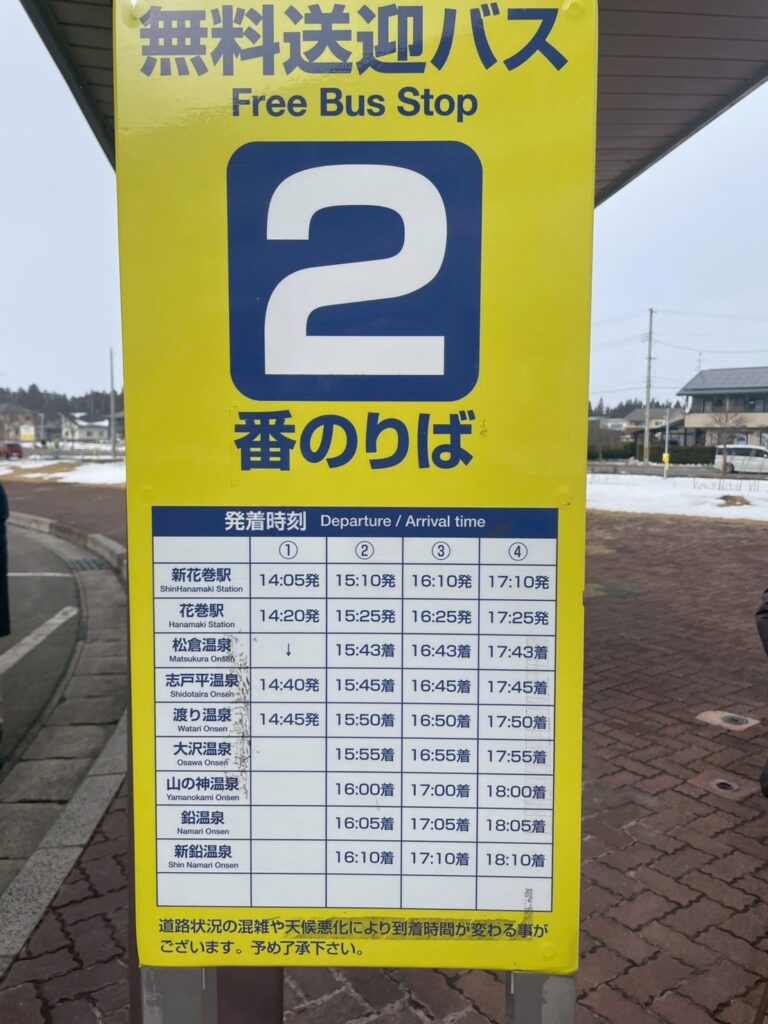 無料送迎バス
Free Bus Stop
2
番のりば
発着時刻 Departure / Arrival time
① ② ③ ④
新花巻駅 14:05発 15:10発 16:10発 17:10発
ShinHanamaki Station
花巻駅 14:20発 15:25発 16:25発 17:25発
Hanamaki Station
松倉温泉 ↓ 15:43着 16:43着 17:43着
Matsukura Onsen
志戸平温泉 14:40発 15:45着 16:45着 17:45着
Shidotaira Onsen
渡り温泉 14:45発 15:50着 16:50着 17:50着
Watari Onsen
大沢温泉 15:55着 16:55着 17:55着
Osawa Onsen
山の神温泉 16:00着 17:00着 18:00着
Yamanokami Onsen
鉛温泉 16:05着 17:05着 18:05着
Namari Onsen
新鉛温泉 16:10着 17:10着 18:10着
Shin Namari Onsen
道路状況の混雑や天候悪化により到着時間が変わる事が
ございます。予め了承下さい。